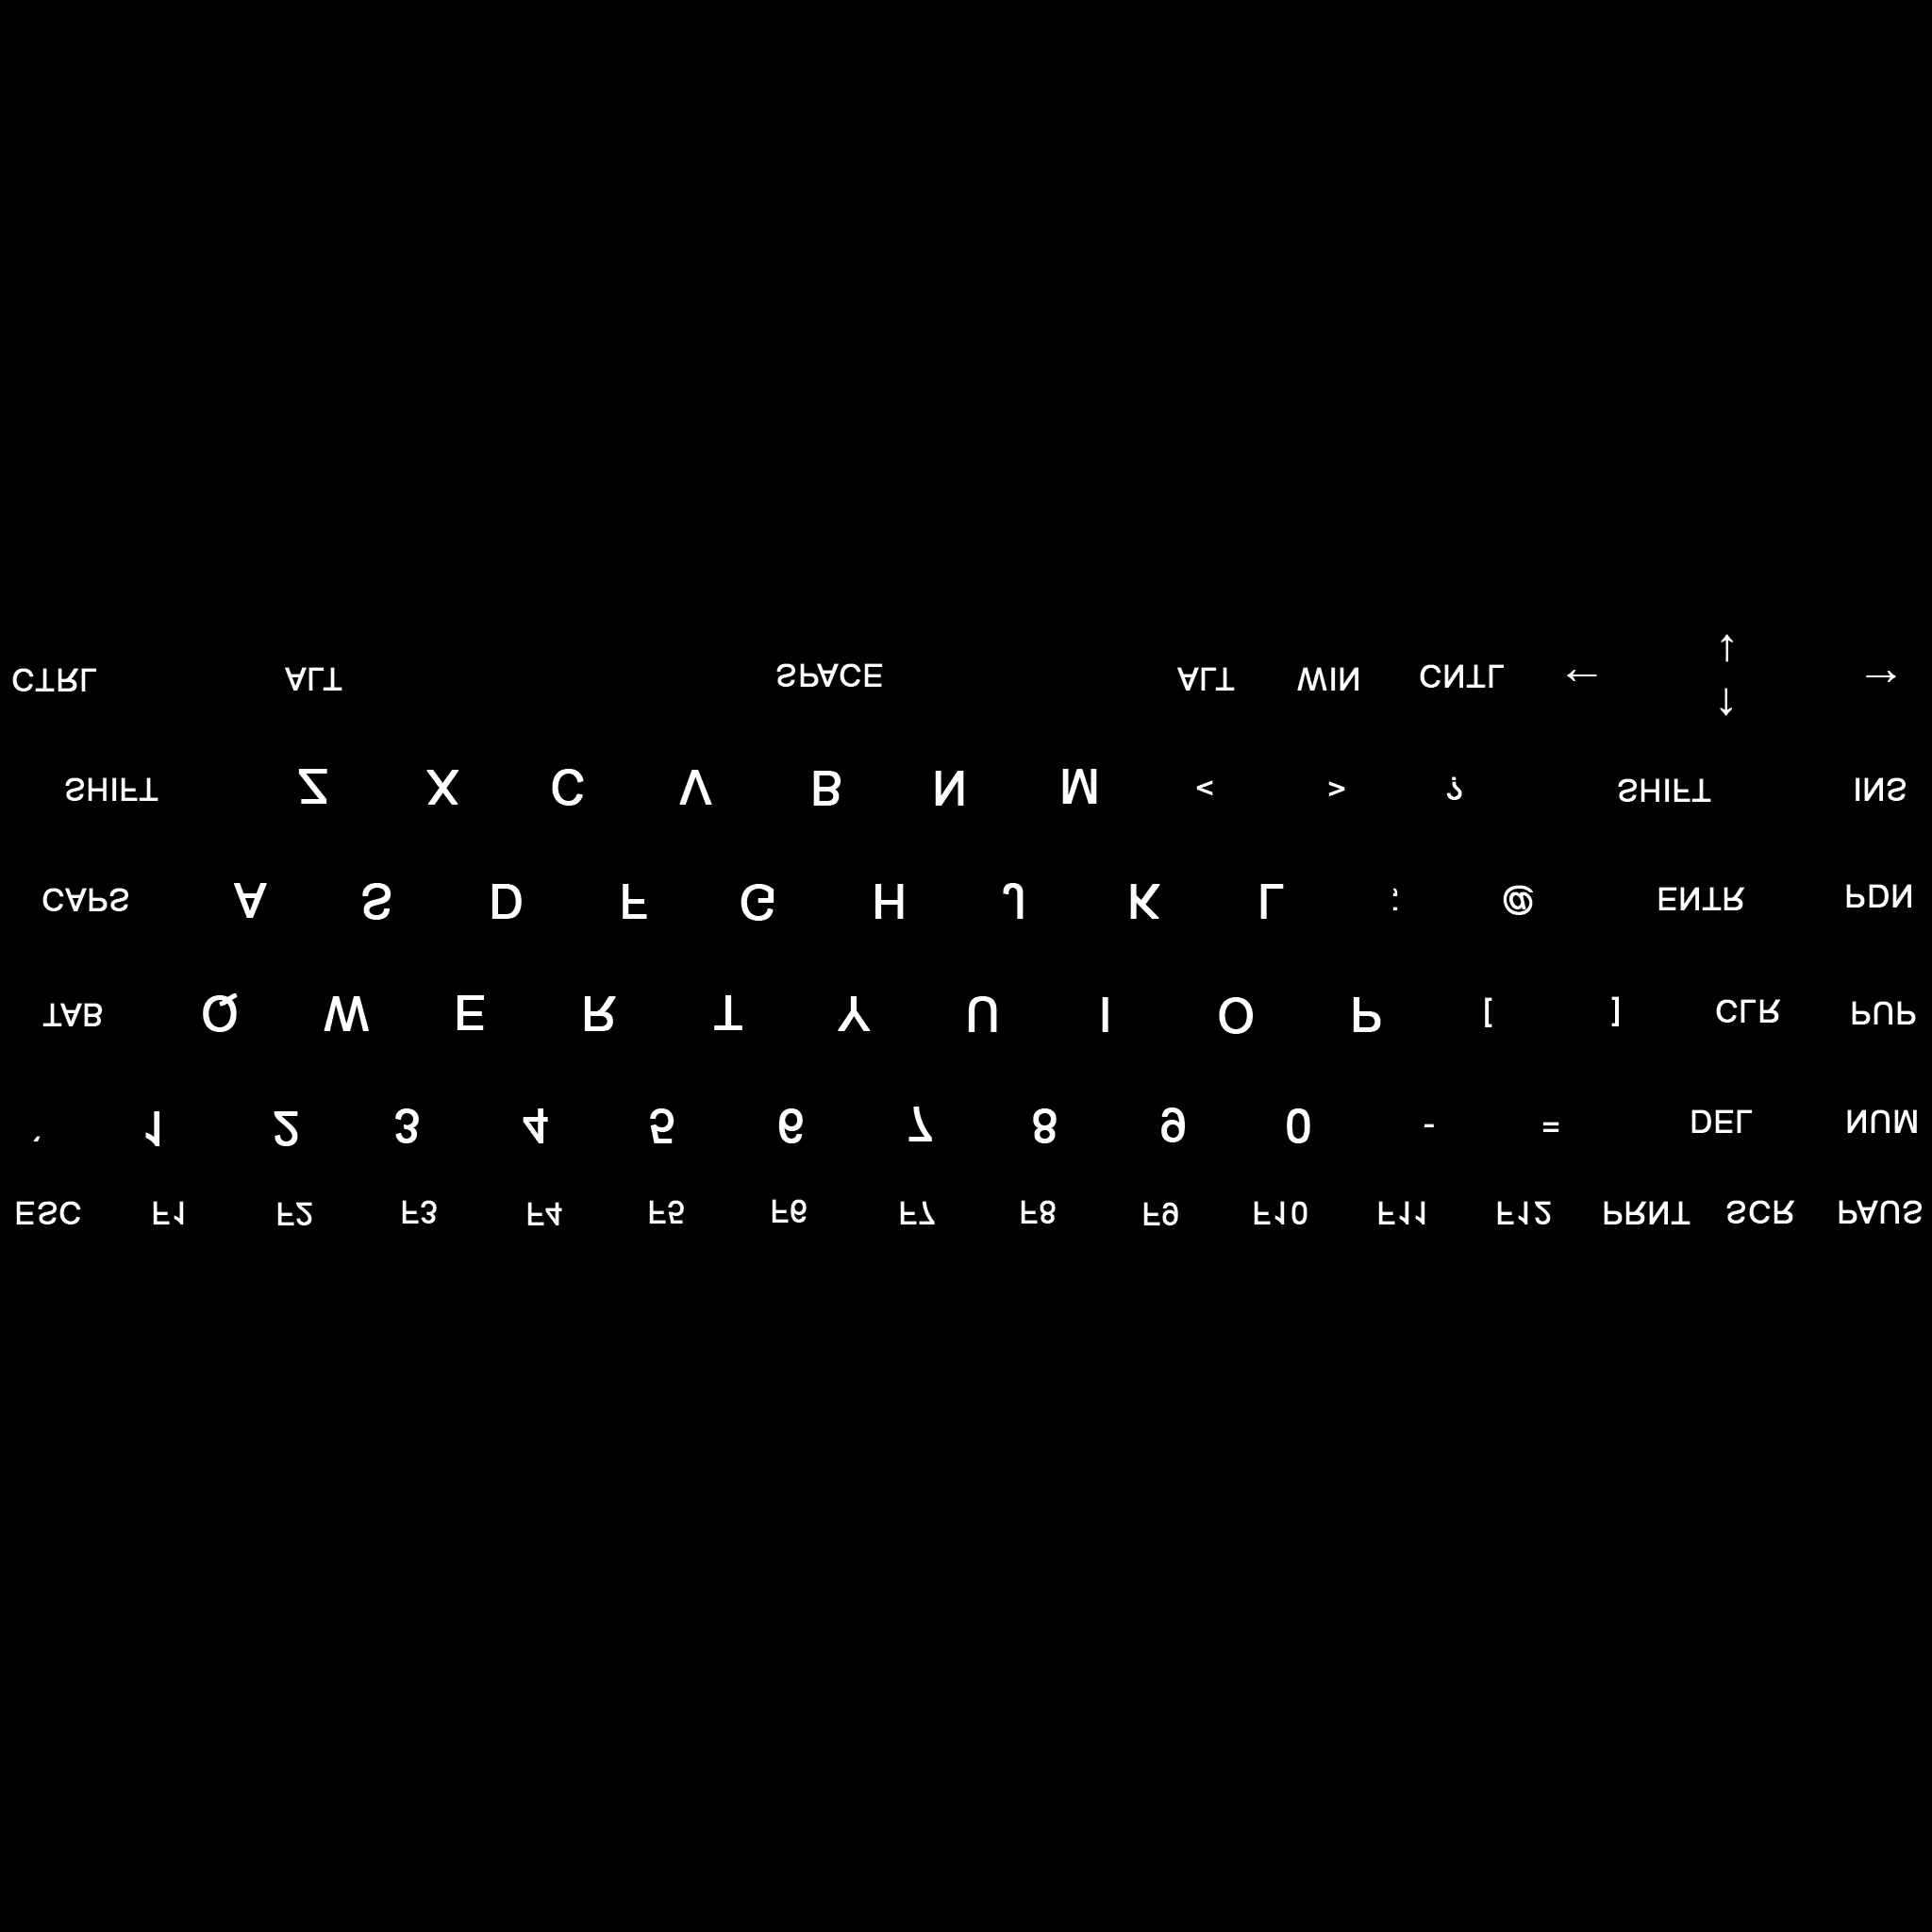 ESC F1 F2 F3 F4 F5 F6 F7 F8 F9 F10 F11 F12 PRNT SCR PAUS
` 1 2 3 4 5 6 7 8 9 0 - = DEL NUM
TAB Q W E R T Y U I O P [ ] CLR PUP
CAPS A S D F G H J K L ; @ ENTR PDN
SHIFT Z X C V B N M < > ? SHIFT INS
CTRL ALT SPACE ALT WIN CNTL ← ↑ ↓ →